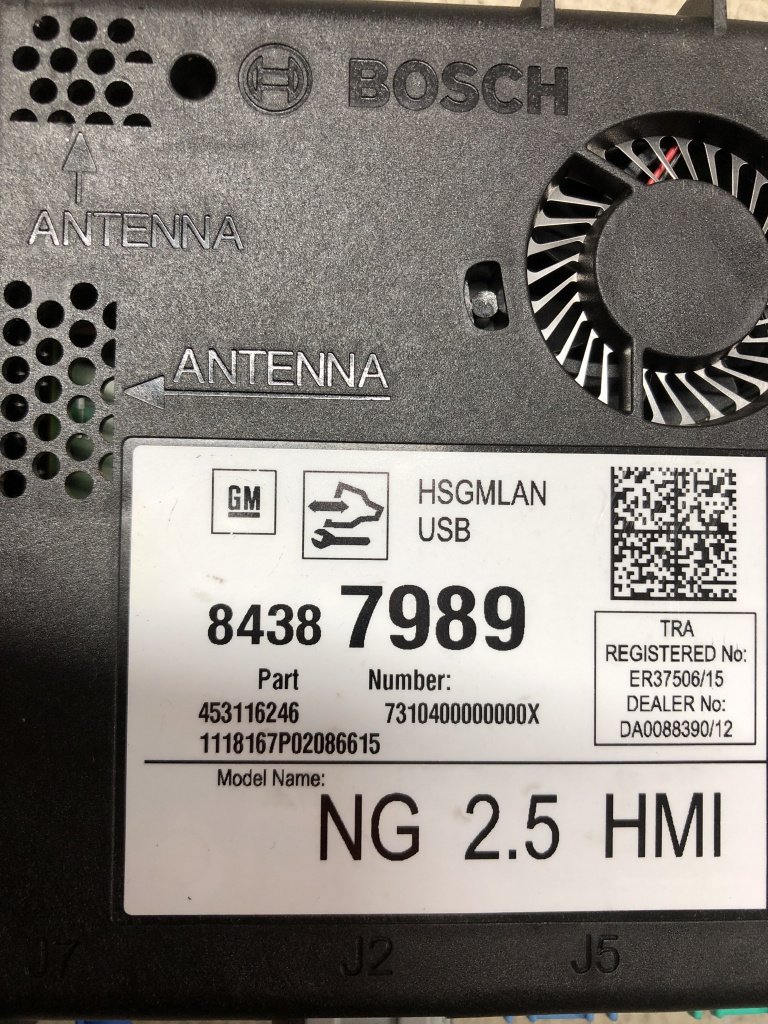 BOSCH
ANTENNA
ANTENNA
GM
HSGMLAN
USB
8438 7989
Part Number:
453116246 7310400000000X
1118167P02086615
TRA
REGISTERED No:
ER37506/15
DEALER No:
DA0088390/12
Model Name:
NG 2.5 HMI
J7 J2 J5